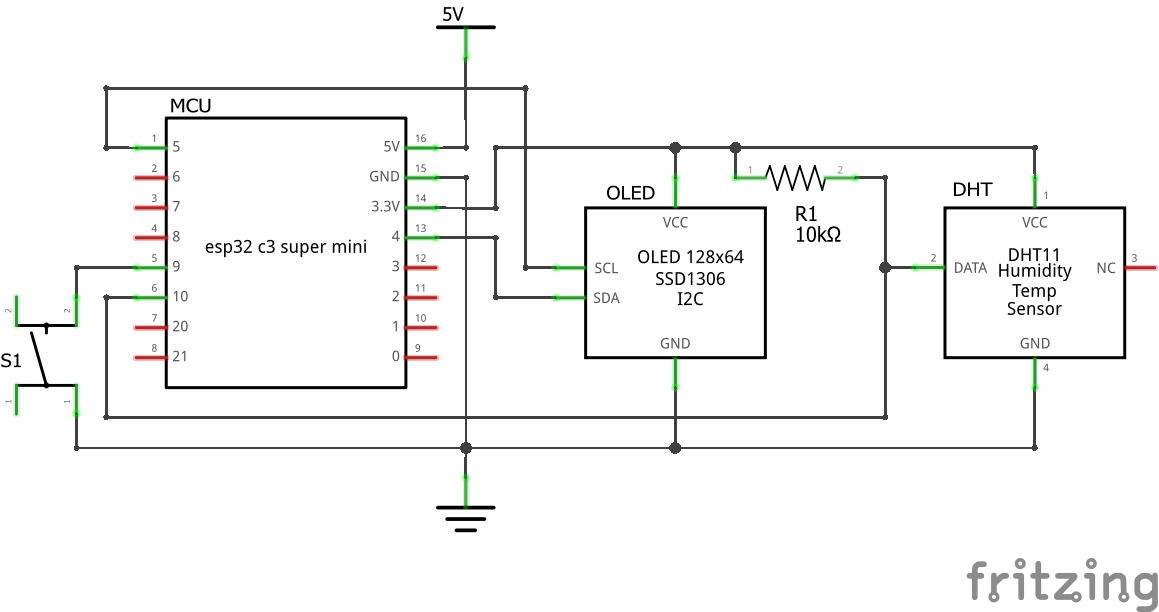 5V
MCU
1 5 5V 16
2 6 GND 15
3 7 3.3V 14
4 8 4 13
5 9 3 12
6 10 2 11
7 20 1 10
8 21 0 9
esp32 c3 super mini
S1
2 2
1 1
OLED
VCC
OLED 128x64
SSD1306
I2C
SCL
SDA
GND
1 2
R1
10kΩ
DHT
1
VCC
2 DATA
DHT11
Humidity
Temp
Sensor
NC 3
GND
4
fritzing